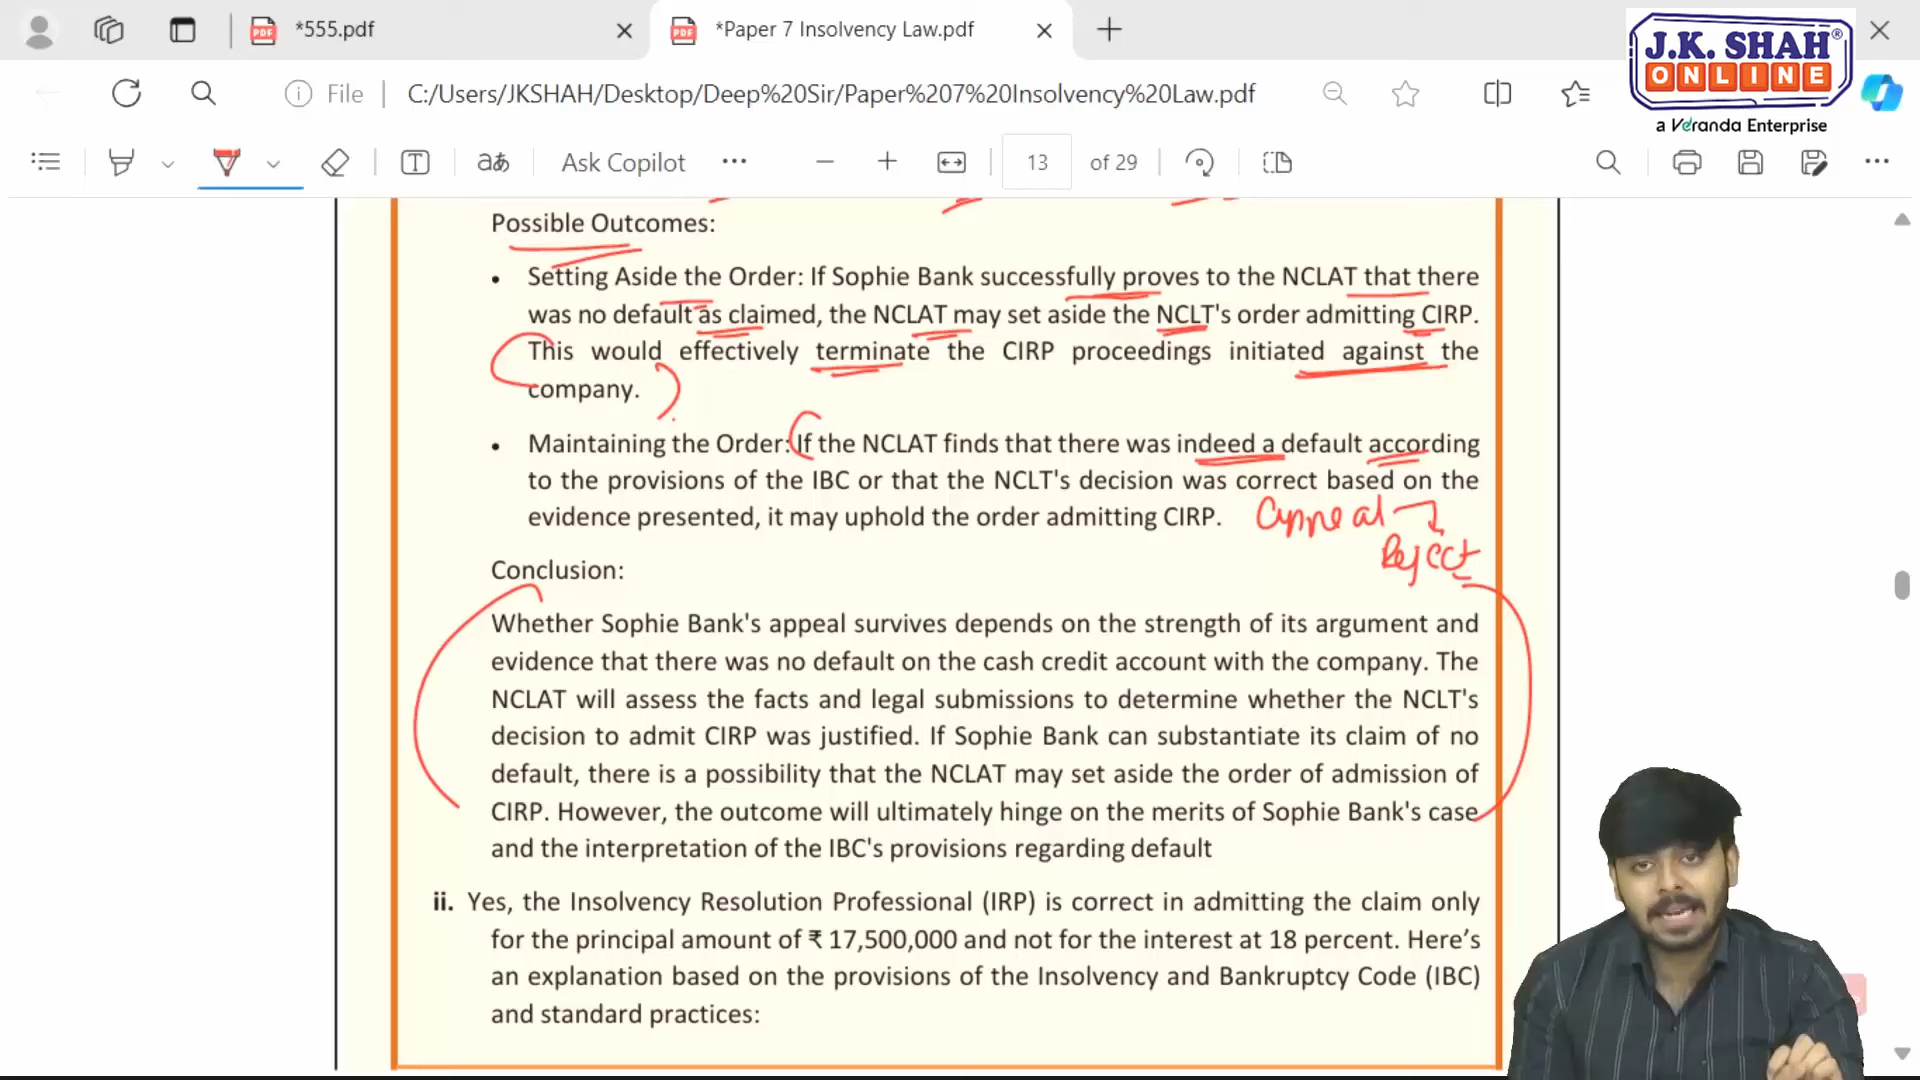 *555.pdf
*Paper 7 Insolvency Law.pdf
J.K. SHAH®
ONLINE
a Veranda Enterprise
File
C:/Users/JKSHAH/Desktop/Deep%20Sir/Paper%207%20Insolvency%20Law.pdf
T
aあ
Ask Copilot
13
of 29
Possible Outcomes:
• Setting Aside the Order: If Sophie Bank successfully proves to the NCLAT that there
was no default as claimed, the NCLAT may set aside the NCLT's order admitting CIRP.
This would effectively terminate the CIRP proceedings initiated against the
company.
• Maintaining the Order: If the NCLAT finds that there was indeed a default according
to the provisions of the IBC or that the NCLT's decision was correct based on the
evidence presented, it may uphold the order admitting CIRP.
Appeal
Reject
Conclusion:
Whether Sophie Bank's appeal survives depends on the strength of its argument and
evidence that there was no default on the cash credit account with the company. The
NCLAT will assess the facts and legal submissions to determine whether the NCLT's
decision to admit CIRP was justified. If Sophie Bank can substantiate its claim of no
default, there is a possibility that the NCLAT may set aside the order of admission of
CIRP. However, the outcome will ultimately hinge on the merits of Sophie Bank's case
and the interpretation of the IBC's provisions regarding default
ii. Yes, the Insolvency Resolution Professional (IRP) is correct in admitting the claim only
for the principal amount of ₹ 17,500,000 and not for the interest at 18 percent. Here's
an explanation based on the provisions of the Insolvency and Bankruptcy Code (IBC)
and standard practices: